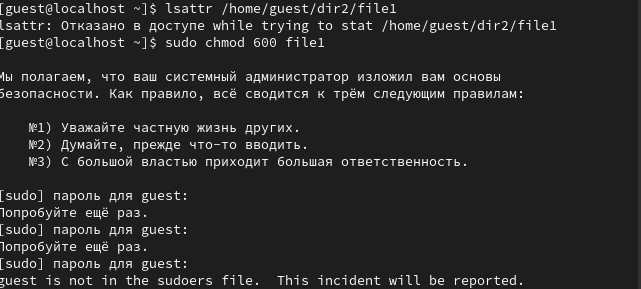 [guest@localhost ~]$ lsattr /home/guest/dir2/file1
lsattr: Отказано в доступе while trying to stat /home/guest/dir2/file1
[guest@localhost ~]$ sudo chmod 600 file1
Мы полагаем, что ваш системный администратор изложил вам основы
безопасности. Как правило, всё сводится к трём следующим правилам:
№1) Уважайте частную жизнь других.
№2) Думайте, прежде что-то вводить.
№3) С большой властью приходит большая ответственность.
[sudo] пароль для guest:
Попробуйте ещё раз.
[sudo] пароль для guest:
Попробуйте ещё раз.
[sudo] пароль для guest:
guest is not in the sudoers file.  This incident will be reported.